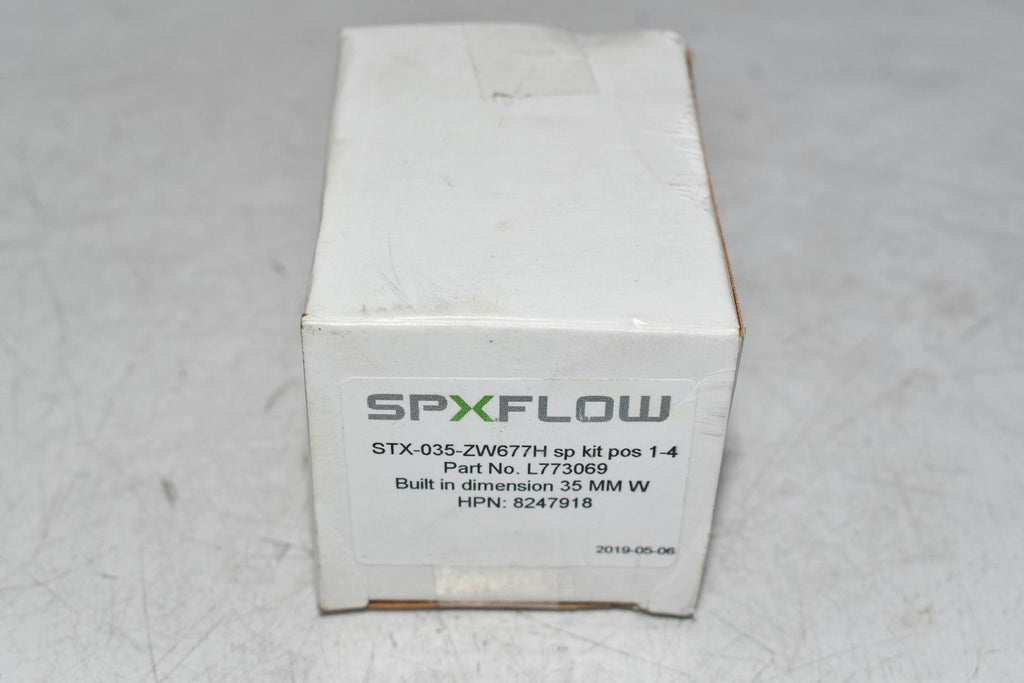 SPXFLOW
STX-035-ZW677H sp kit pos 1-4
Part No. L773069
Built in dimension 35 MM W
HPN: 8247918
2019-05-06